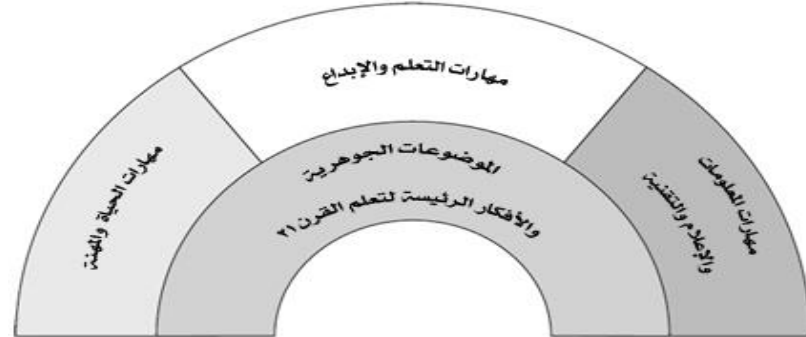 مهارات التعلم والإبداع
مهارات المعلومات
والإعلام والتقنية
مهارات الحياة والمهنة
الموضوعات الجوهرية
والأفكار الرئيسة لتعلم القرن ٢١